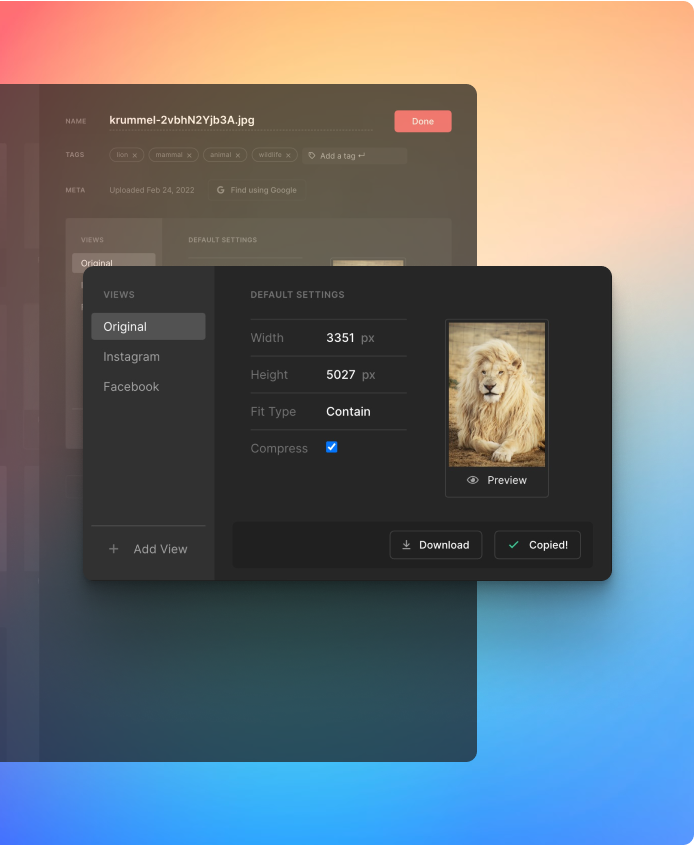 NAME krummel-2vbhN2Yjb3A.jpg Done
TAGS lion × mammal × animal × wildlife × Add a tag ↵
META Uploaded Feb 24, 2022 Find using Google
VIEWS DEFAULT SETTINGS
Original
VIEWS DEFAULT SETTINGS
Original
Instagram
Facebook
Width 3351 px
Height 5027 px
Fit Type Contain
Compress
Preview
+ Add View
Download Copied!